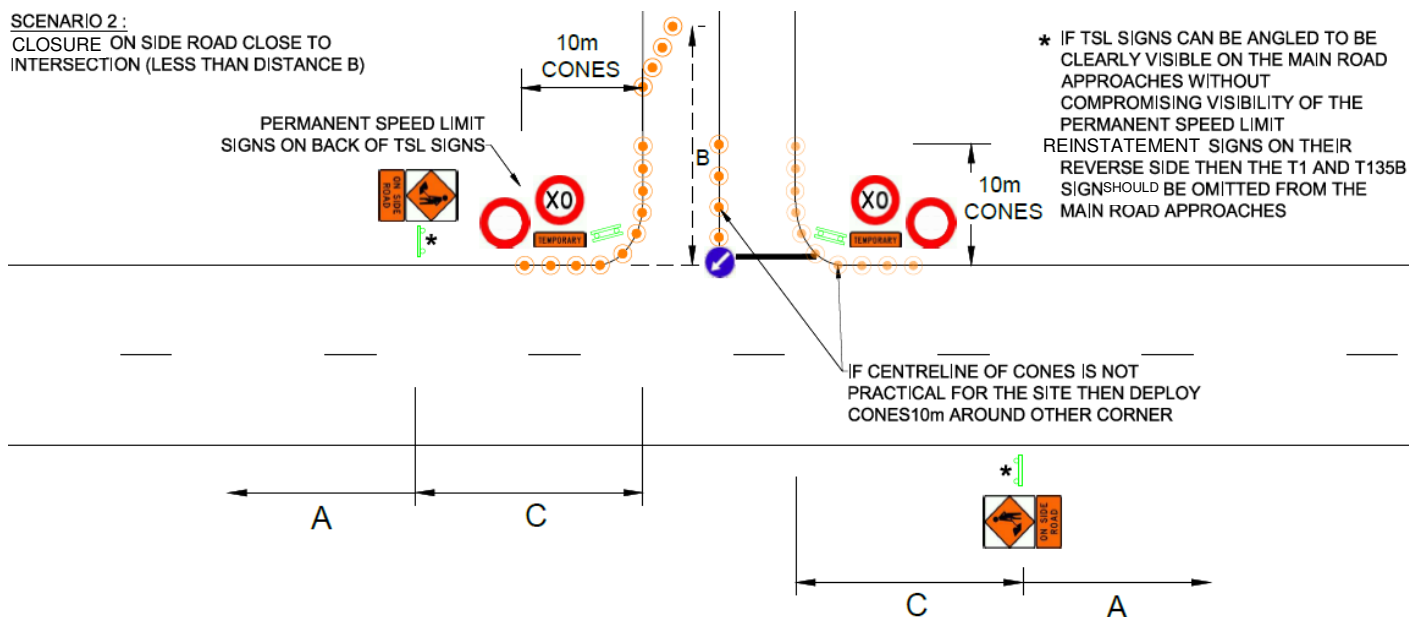 SCENARIO 2 :
CLOSURE ON SIDE ROAD CLOSE TO
INTERSECTION (LESS THAN DISTANCE B)
10m
CONES
* IF TSL SIGNS CAN BE ANGLED TO BE
CLEARLY VISIBLE ON THE MAIN ROAD
APPROACHES WITHOUT
COMPROMISING VISIBILITY OF THE
PERMANENT SPEED LIMIT
REINSTATEMENT SIGNS ON THEIR
REVERSE SIDE THEN THE T1 AND T135B
SIGNSHOULD BE OMITTED FROM THE
MAIN ROAD APPROACHES
PERMANENT SPEED LIMIT
SIGNS ON BACK OF TSL SIGNS
B
ON SIDE
ROAD
*
X0
TEMPORARY
X0
TEMPORARY
10m
CONES
IF CENTRELINE OF CONES IS NOT
PRACTICAL FOR THE SITE THEN DEPLOY
CONES10m AROUND OTHER CORNER
A
C
*
ON SIDE
ROAD
C
A